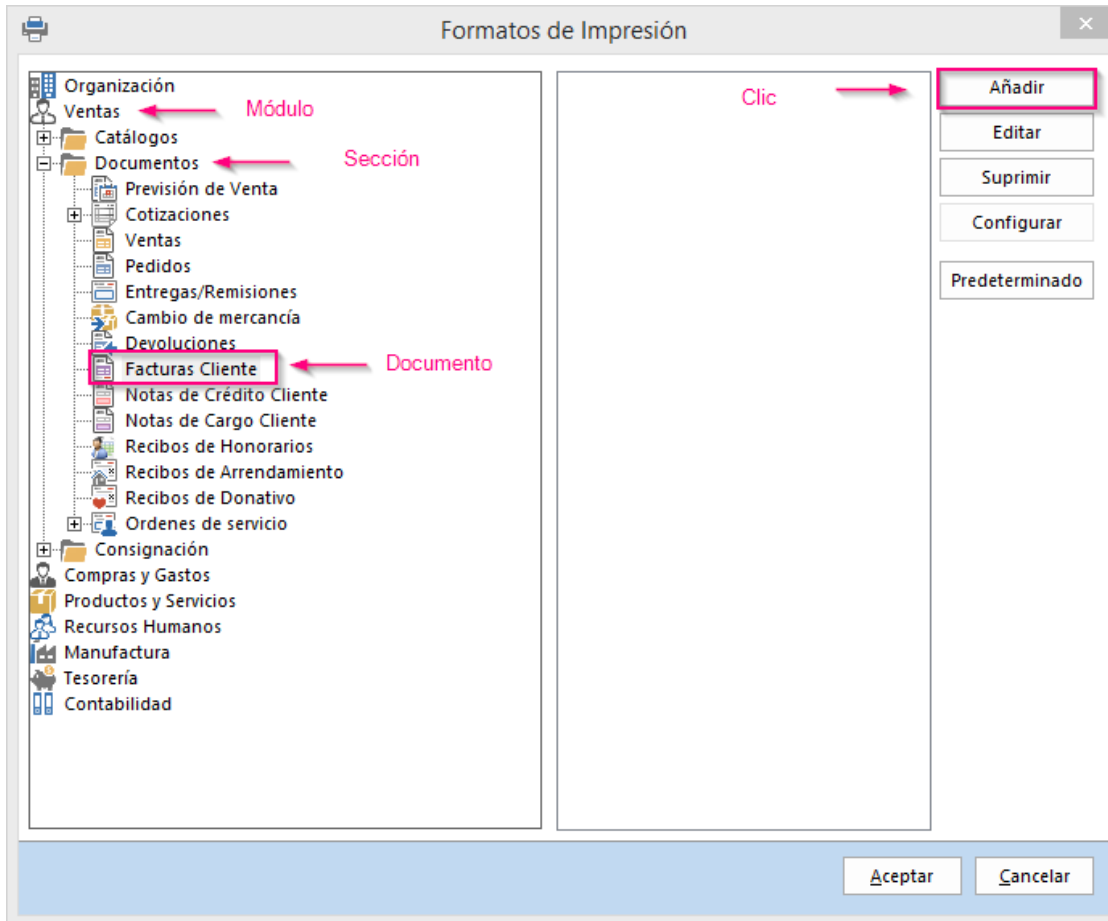 Formatos de Impresión
Organización
Ventas
Módulo
Catálogos
Documentos
Sección
Previsión de Venta
Cotizaciones
Ventas
Pedidos
Entregas/Remisiones
Cambio de mercancía
Devoluciones
Facturas Cliente
Documento
Notas de Crédito Cliente
Notas de Cargo Cliente
Recibos de Honorarios
Recibos de Arrendamiento
Recibos de Donativo
Ordenes de servicio
Consignación
Compras y Gastos
Productos y Servicios
Recursos Humanos
Manufactura
Tesorería
Contabilidad
Clic
Añadir
Editar
Suprimir
Configurar
Predeterminado
Aceptar
Cancelar